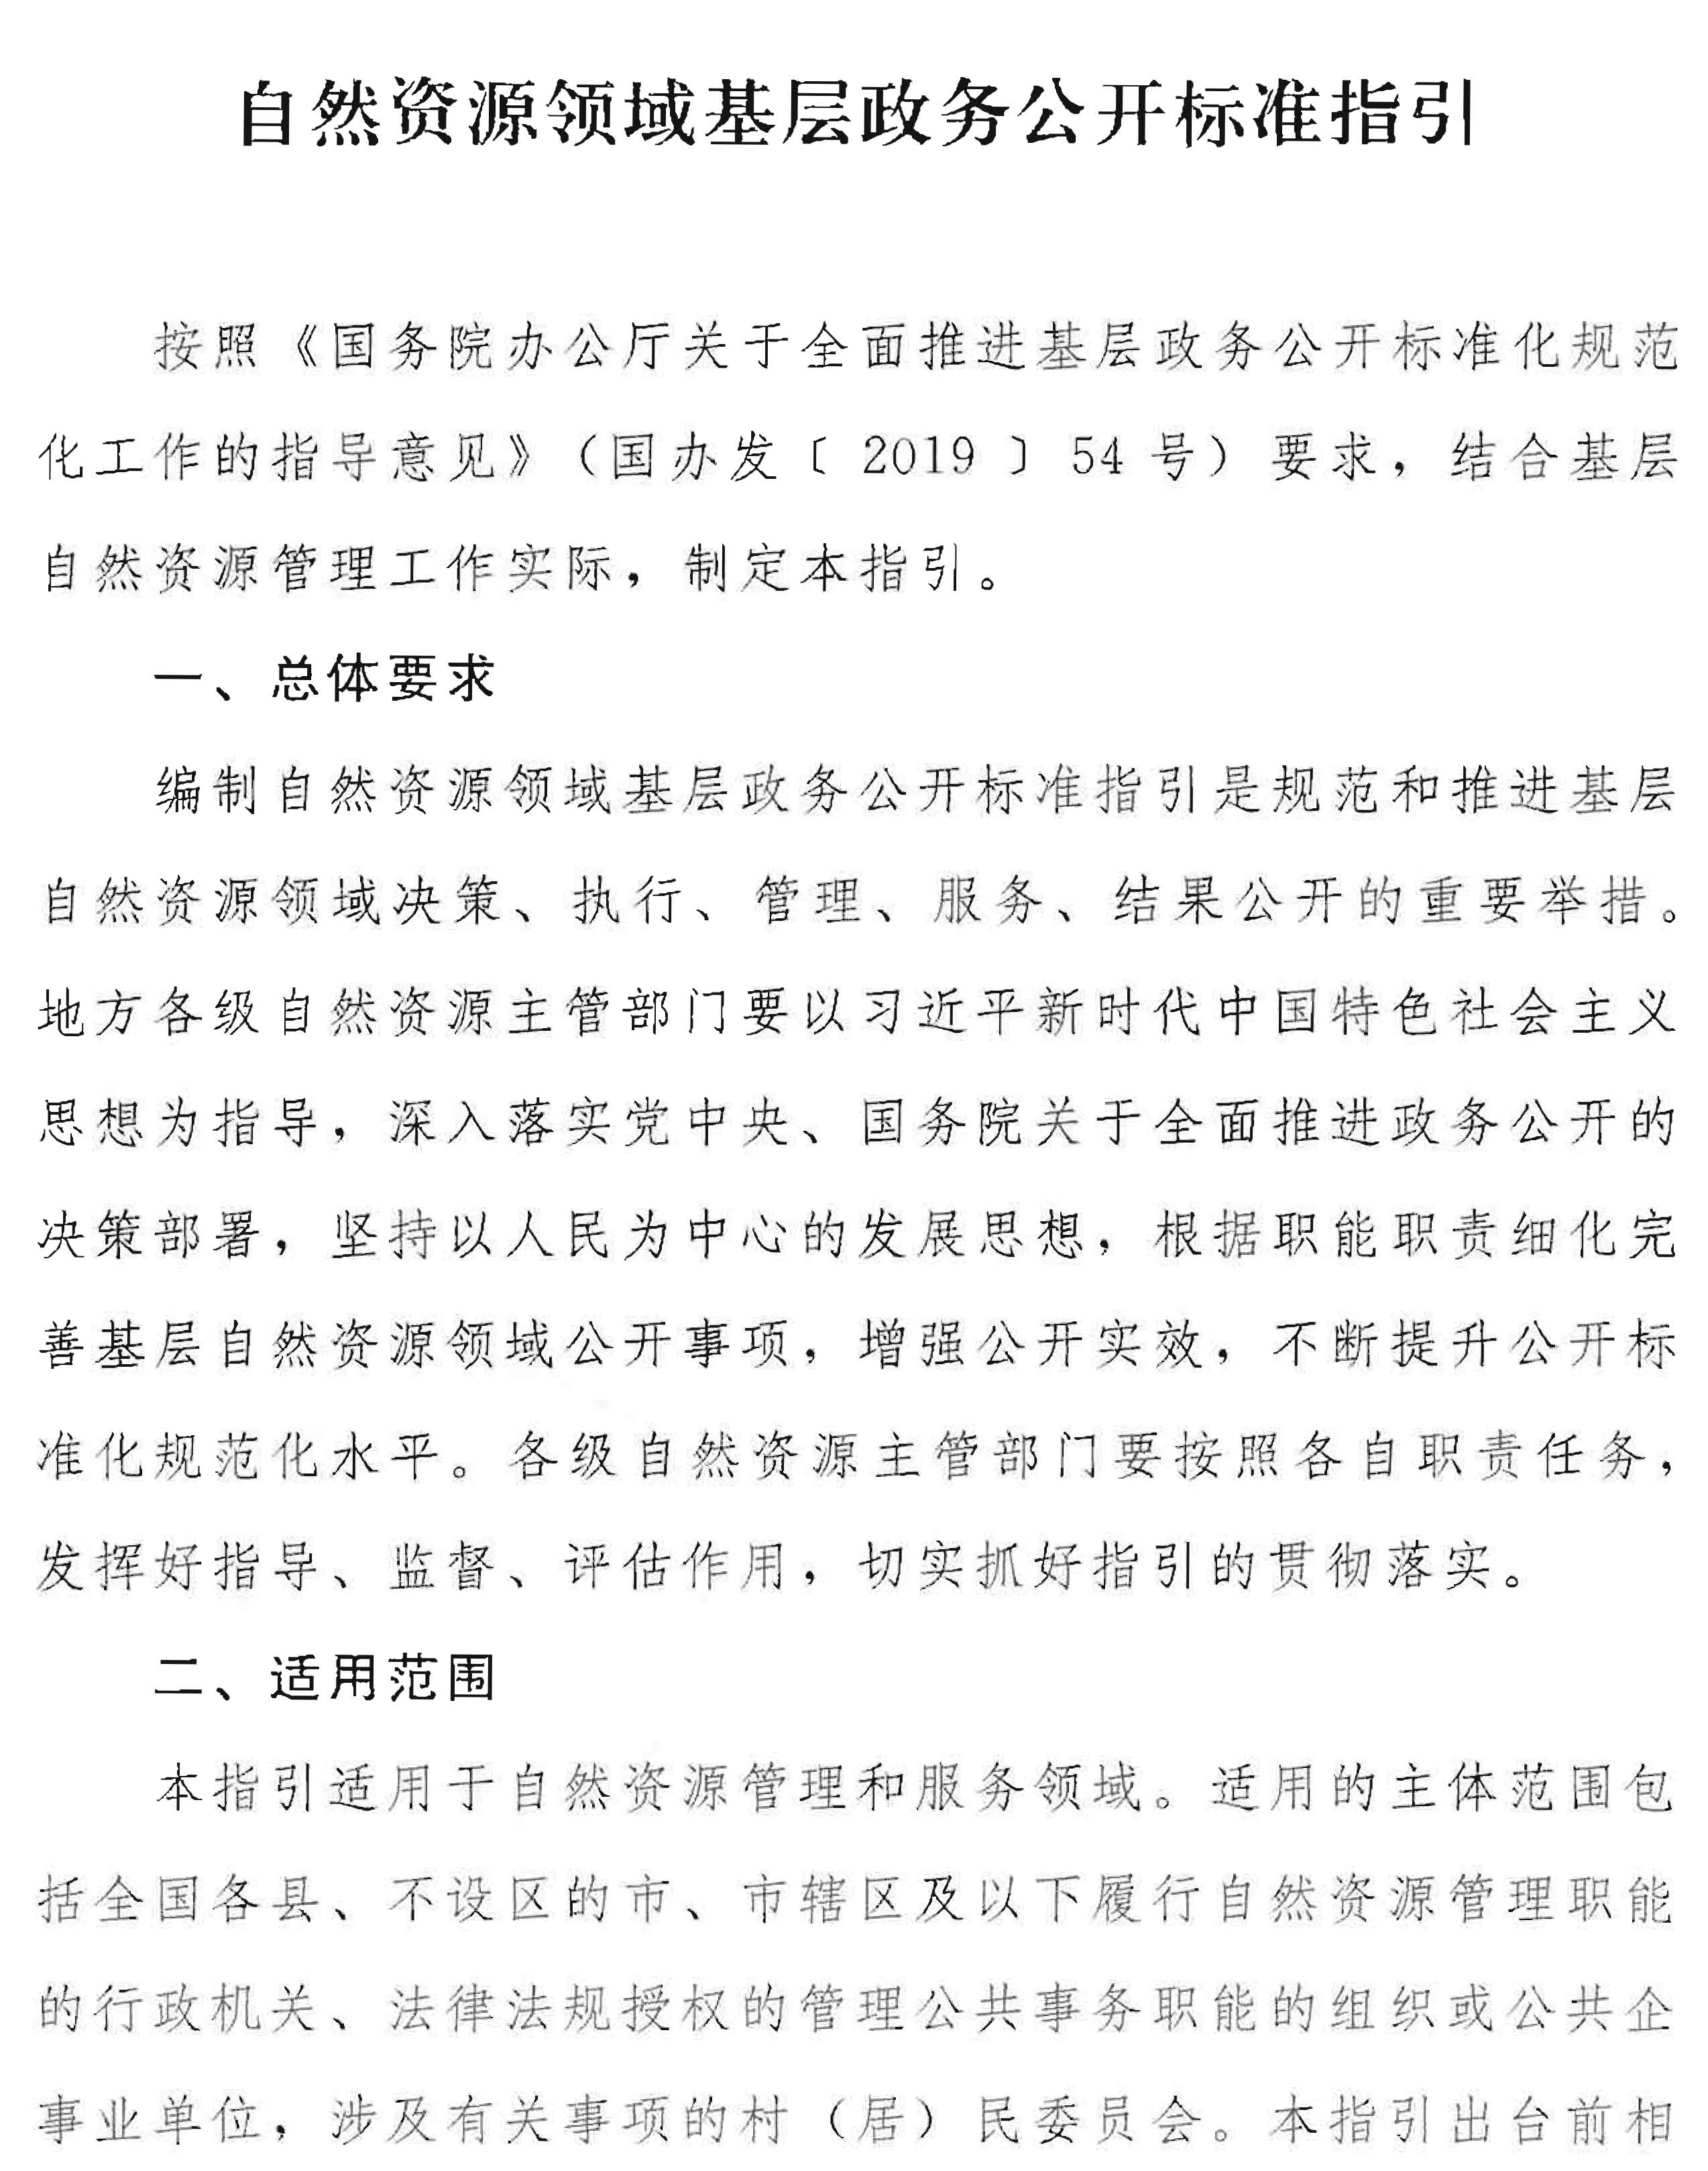 自然资源领域基层政务公开标准指引
按照《国务院办公厅关于全面推进基层政务公开标准化规范
化工作的指导意见》（国办发〔2019〕54号）要求，结合基层
自然资源管理工作实际，制定本指引。
一、总体要求
编制自然资源领域基层政务公开标准指引是规范和推进基层
自然资源领域决策、执行、管理、服务、结果公开的重要举措。
地方各级自然资源主管部门要以习近平新时代中国特色社会主义
思想为指导，深入落实党中央、国务院关于全面推进政务公开的
决策部署，坚持以人民为中心的发展思想，根据职能职责细化完
善基层自然资源领域公开事项，增强公开实效，不断提升公开标
准化规范化水平。各级自然资源主管部门要按照各自职责任务，
发挥好指导、监督、评估作用，切实抓好指引的贯彻落实。
二、适用范围
本指引适用于自然资源管理和服务领域。适用的主体范围包
括全国各县、不设区的市、市辖区及以下履行自然资源管理职能
的行政机关、法律法规授权的管理公共事务职能的组织或公共企
事业单位，涉及有关事项的村（居）民委员会。本指引出台前相